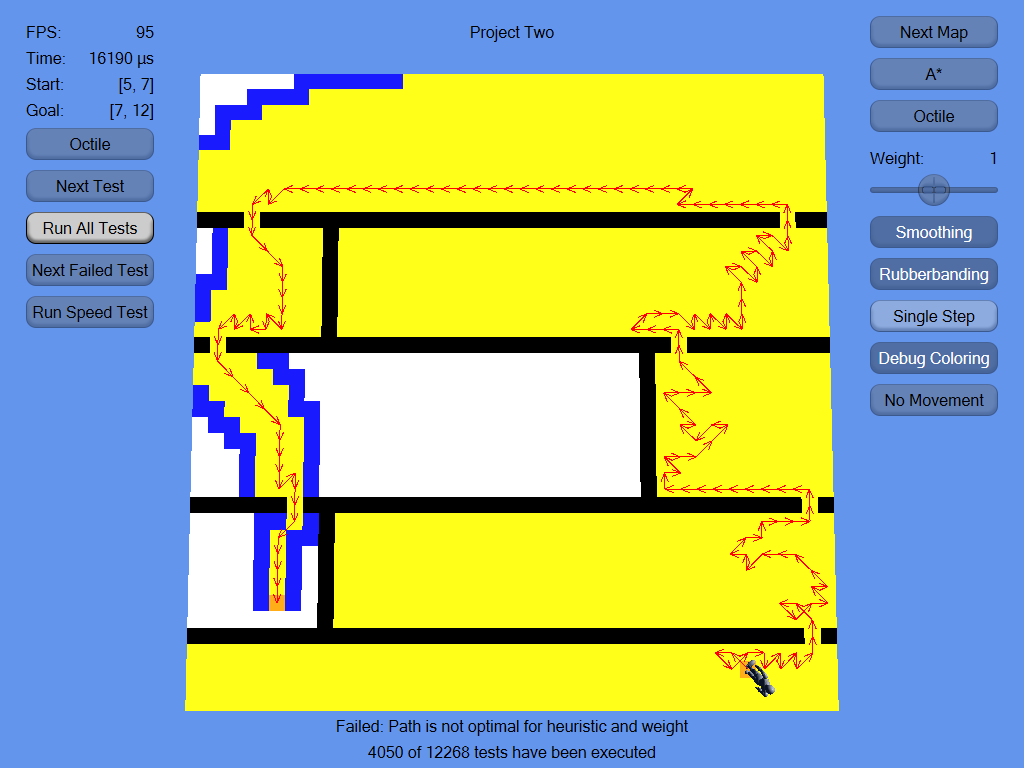 FPS: 95
Time: 16190 µs
Start: [5, 7]
Goal: [7, 12]
Octile
Next Test
Run All Tests
Next Failed Test
Run Speed Test
Project Two
Next Map
A*
Octile
Weight: 1
Smoothing
Rubberbanding
Single Step
Debug Coloring
No Movement
Failed: Path is not optimal for heuristic and weight
4050 of 12268 tests have been executed